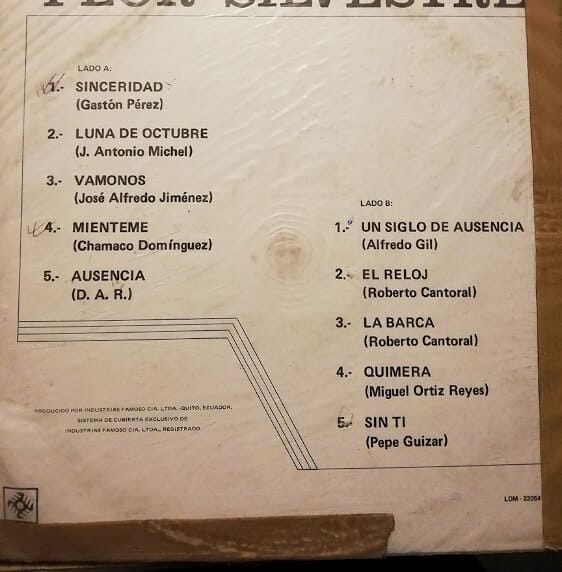 FLOR SILVESTRE
LADO A:
1.- SINCERIDAD
(Gastón Pérez)
2.- LUNA DE OCTUBRE
(J. Antonio Michel)
3.- VAMONOS
(José Alfredo Jiménez)
4.- MIENTEME
(Chamaco Domínguez)
5.- AUSENCIA
(D. A. R.)
LADO B:
1.- UN SIGLO DE AUSENCIA
(Alfredo Gil)
2.- EL RELOJ
(Roberto Cantoral)
3.- LA BARCA
(Roberto Cantoral)
4.- QUIMERA
(Miguel Ortiz Reyes)
5.- SIN TI
(Pepe Guizar)
PRODUCIDO POR INDUSTRIAS FAMOSO CIA. LTDA. -QUITO, ECUADOR.
SISTEMA DE CUBIERTA EXCLUSIVO DE
INDUSTRIAS FAMOSO CIA. LTDA., REGISTRADO
LDM - 22054